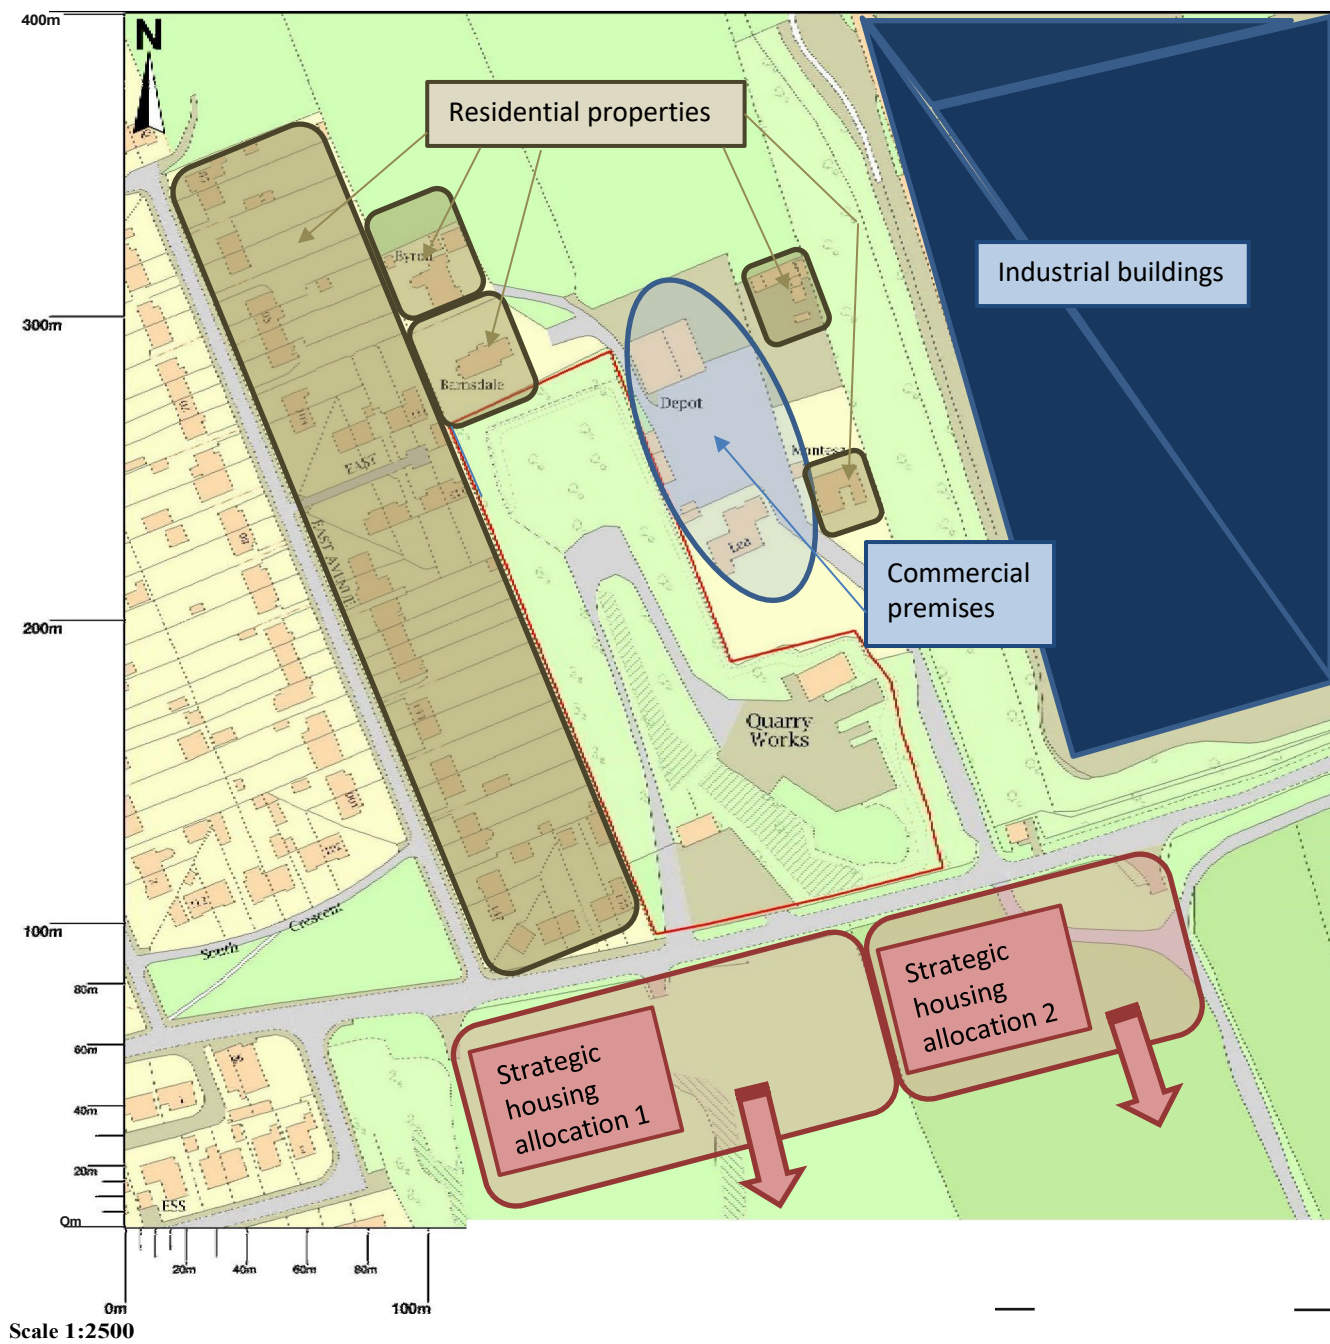 400m
N
Residential properties
Industrial buildings
Byron
300m
Barnsdale
Depot
EAST
EAST AVENUE
Lea
Commercial
premises
200m
Quarry
Works
100m
South
Crescent
80m
Strategic
housing
allocation 2
60m
Strategic
housing
allocation 1
40m
20m
ESS
0m
20m
40m
60m
80m
0m
100m
Scale 1:2500